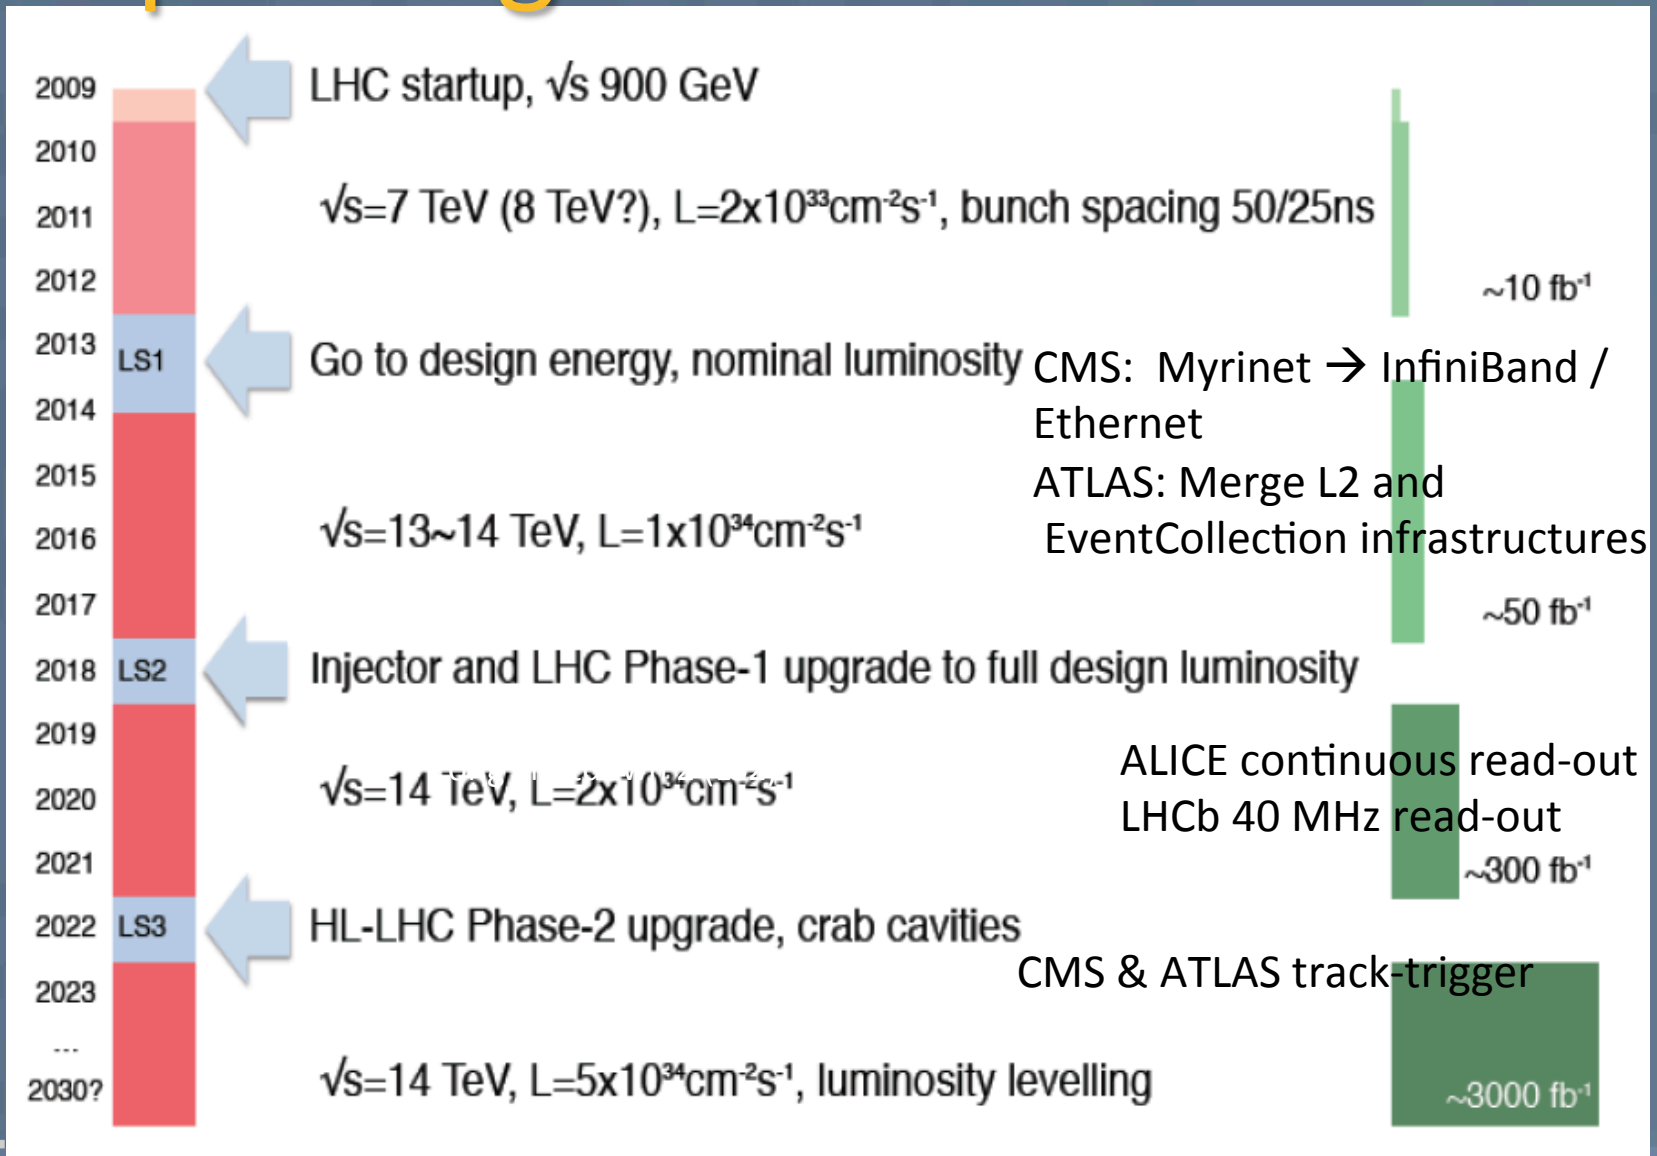 2009 LHC startup, √s 900 GeV
2010
√s=7 TeV (8 TeV?), L=2x10³³cm⁻²s⁻¹, bunch spacing 50/25ns
2011
2012 ~10 fb⁻¹
2013 LS1 Go to design energy, nominal luminosity CMS: Myrinet → InfiniBand /
2014 Ethernet
2015 ATLAS: Merge L2 and
2016 √s=13~14 TeV, L=1x10³⁴cm⁻²s⁻¹ EventCollection infrastructures
2017 ~50 fb⁻¹
2018 LS2 Injector and LHC Phase-1 upgrade to full design luminosity
2019 ALICE continuous read-out
2020 √s=14 TeV, L=2x10³⁴cm⁻²s⁻¹ LHCb 40 MHz read-out
2021 ~300 fb⁻¹
2022 LS3 HL-LHC Phase-2 upgrade, crab cavities
CMS & ATLAS track-trigger
2023
...
2030? √s=14 TeV, L=5x10³⁴cm⁻²s⁻¹, luminosity levelling ~3000 fb⁻¹